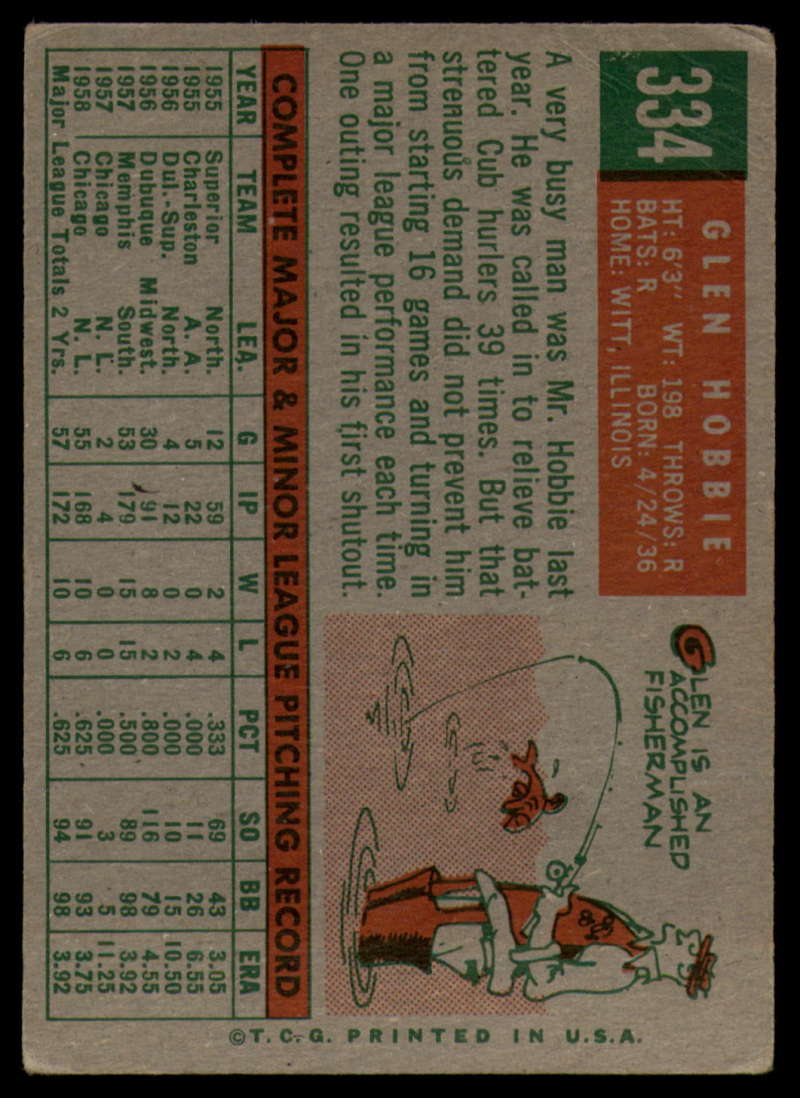 334
GLEN HOBBIE
HT: 6'3" WT: 198 THROWS: R
BATS: R BORN: 4/24/36
HOME: WITT, ILLINOIS
A very busy man was Mr. Hobbie last
year. He was called in to relieve bat-
tered Cub hurlers 39 times. But that
strenuous demand did not prevent him
from starting 16 games and turning in
a major league performance each time.
One outing resulted in his first shutout.
GLEN IS AN
ACCOMPLISHED
FISHERMAN
COMPLETE MAJOR & MINOR LEAGUE PITCHING RECORD
YEAR TEAM LEA. G IP W L PCT SO BB ERA
1955 Superior North. 12 59 2 4 .333 69 43 3.05
1955 Charleston A. A. 5 22 0 4 .000 11 26 6.55
1956 Dul.-Sup. North. 4 12 0 2 .000 10 15 10.50
1956 Dubuque Midwest. 30 91 8 2 .800 116 79 4.55
1957 Memphis South. 53 179 15 15 .500 89 98 3.92
1957 Chicago N. L. 2 4 0 0 .000 3 5 11.25
1958 Chicago N. L. 55 168 10 6 .625 91 93 3.75
Major League Totals 2 Yrs. 57 172 10 6 .625 94 98 3.92
©T.C.G. PRINTED IN U.S.A.